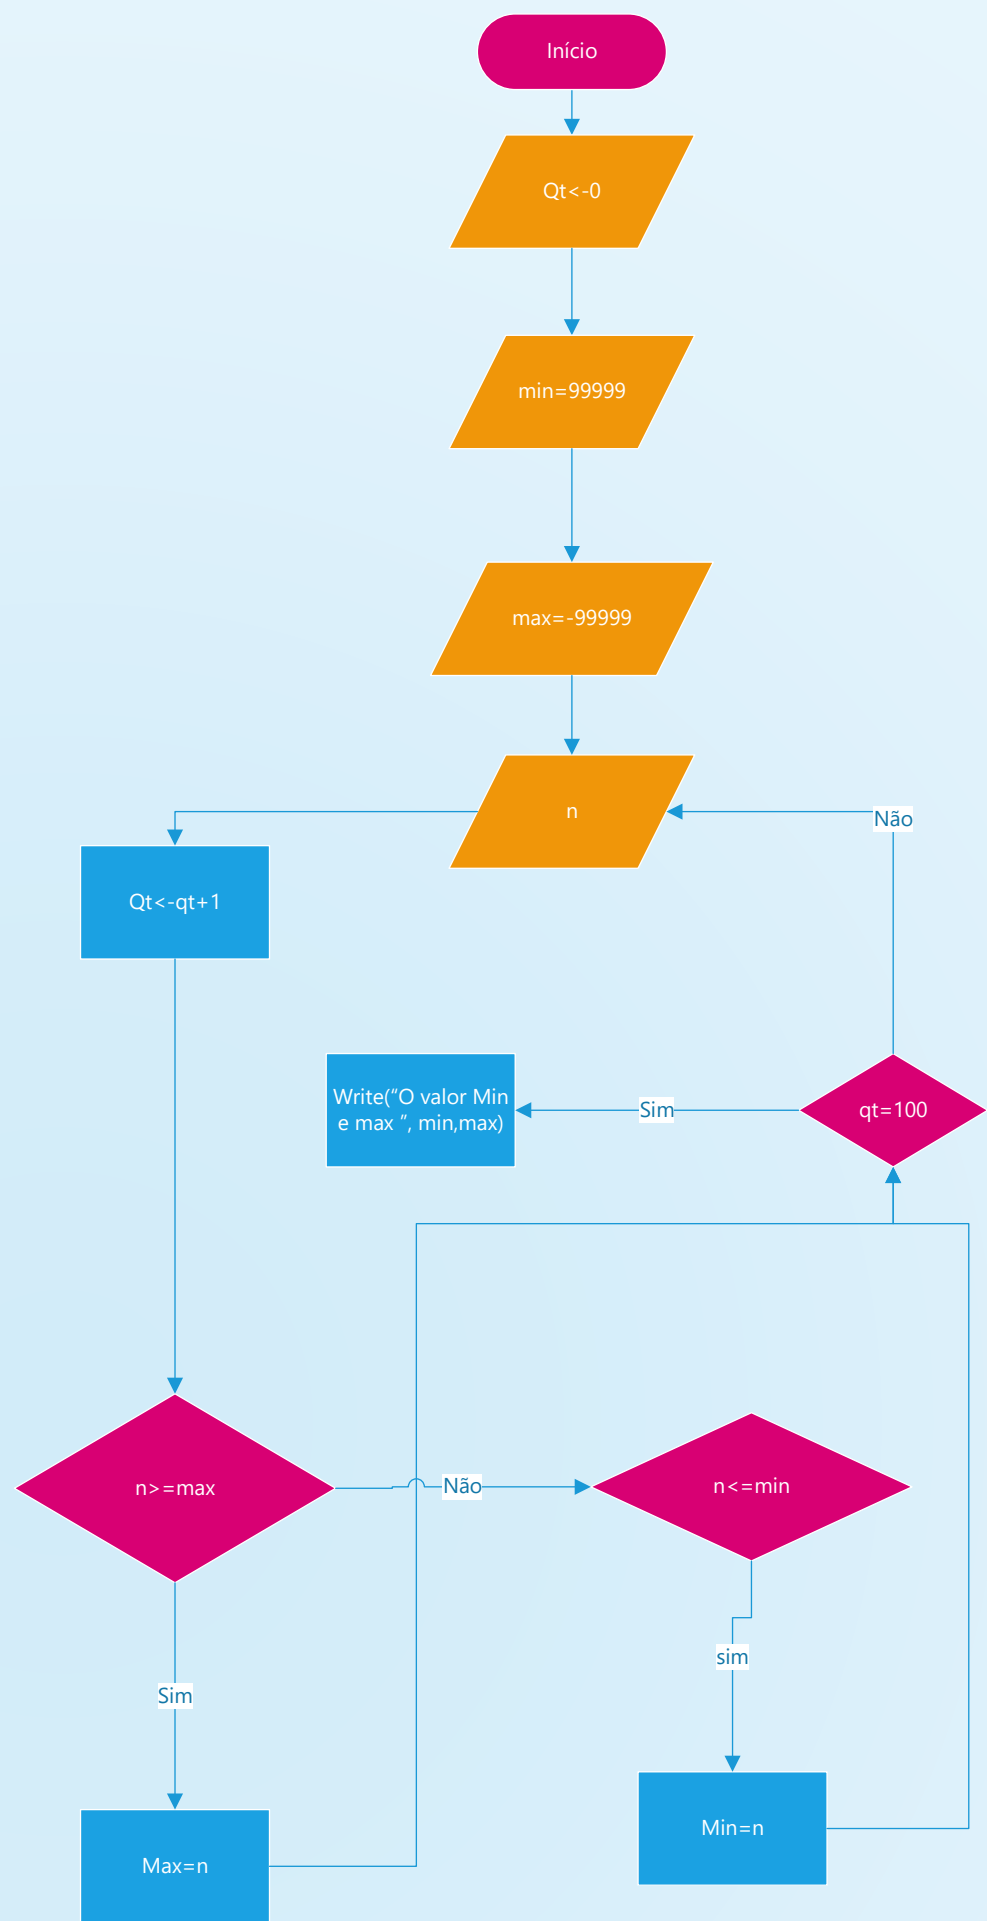 Início
Qt<-0
min=99999
max=-99999
n
Não
Qt<-qt+1
Write(“O valor Min
e max ”, min,max)
Sim
qt=100
n>=max
Não
n<=min
Sim
sim
Max=n
Min=n